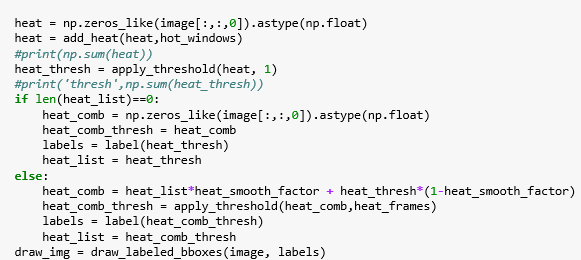 heat = np.zeros_like(image[:,:,0]).astype(np.float)
heat = add_heat(heat,hot_windows)
#print(np.sum(heat))
heat_thresh = apply_threshold(heat, 1)
#print('thresh',np.sum(heat_thresh))
if len(heat_list)==0:
    heat_comb = np.zeros_like(image[:,:,0]).astype(np.float)
    heat_comb_thresh = heat_comb
    labels = label(heat_thresh)
    heat_list = heat_thresh
else:
    heat_comb = heat_list*heat_smooth_factor + heat_thresh*(1-heat_smooth_factor)
    heat_comb_thresh = apply_threshold(heat_comb,heat_frames)
    labels = label(heat_comb_thresh)
    heat_list = heat_comb_thresh
draw_img = draw_labeled_bboxes(image, labels)